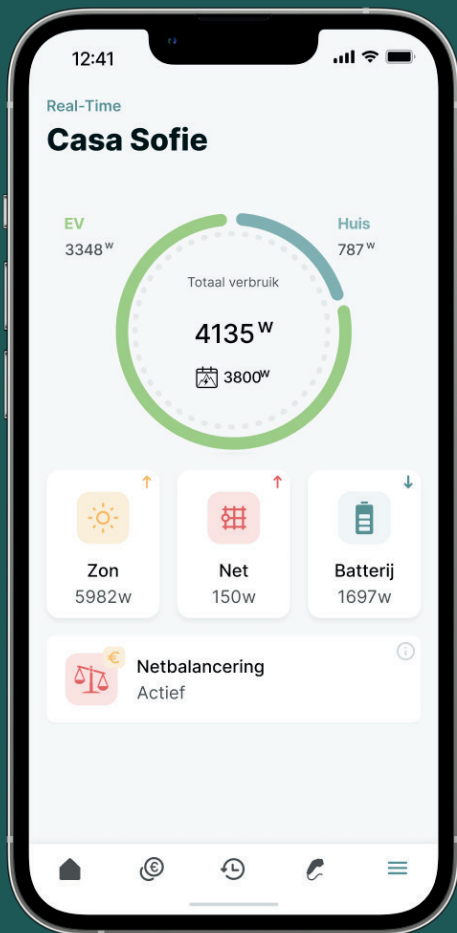 12:41
Real-Time
Casa Sofie
EV
3348 W
Huis
787 W
Totaal verbruik
4135 W
3800W
Zon
5982w
Net
150w
Batterij
1697w
€
Netbalancering
Actief
€